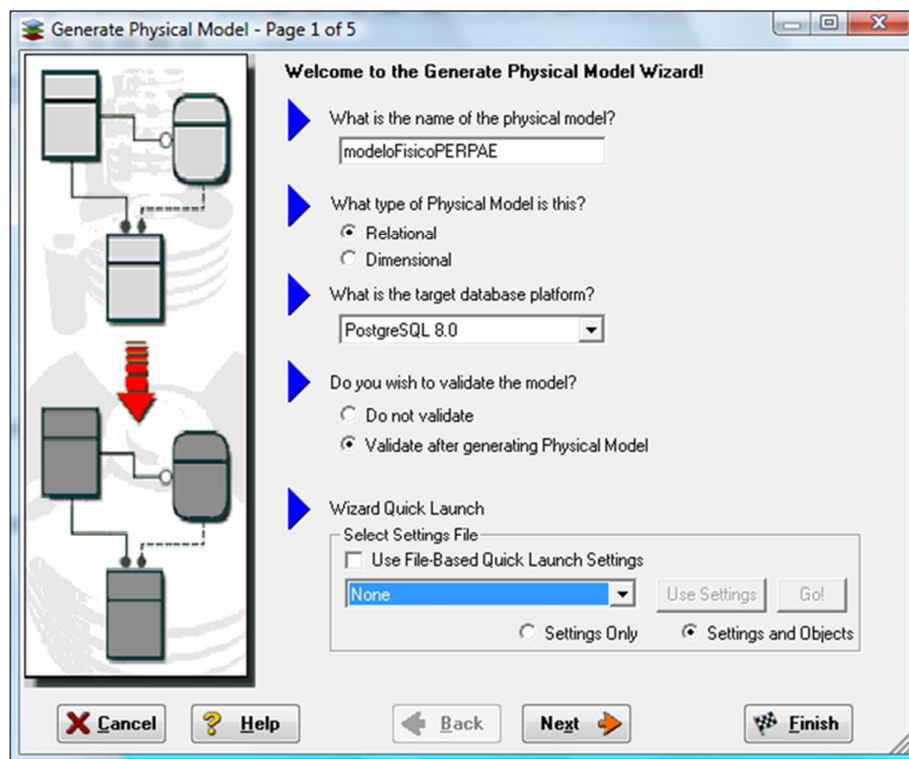 Generate Physical Model - Page 1 of 5
Welcome to the Generate Physical Model Wizard!
What is the name of the physical model?
modeloFisicoPERPAE
What type of Physical Model is this?
Relational
Dimensional
What is the target database platform?
PostgreSQL 8.0
Do you wish to validate the model?
Do not validate
Validate after generating Physical Model
Wizard Quick Launch
Select Settings File
Use File-Based Quick Launch Settings
None
Use Settings
Go!
Settings Only
Settings and Objects
Cancel
Help
Back
Next
Finish